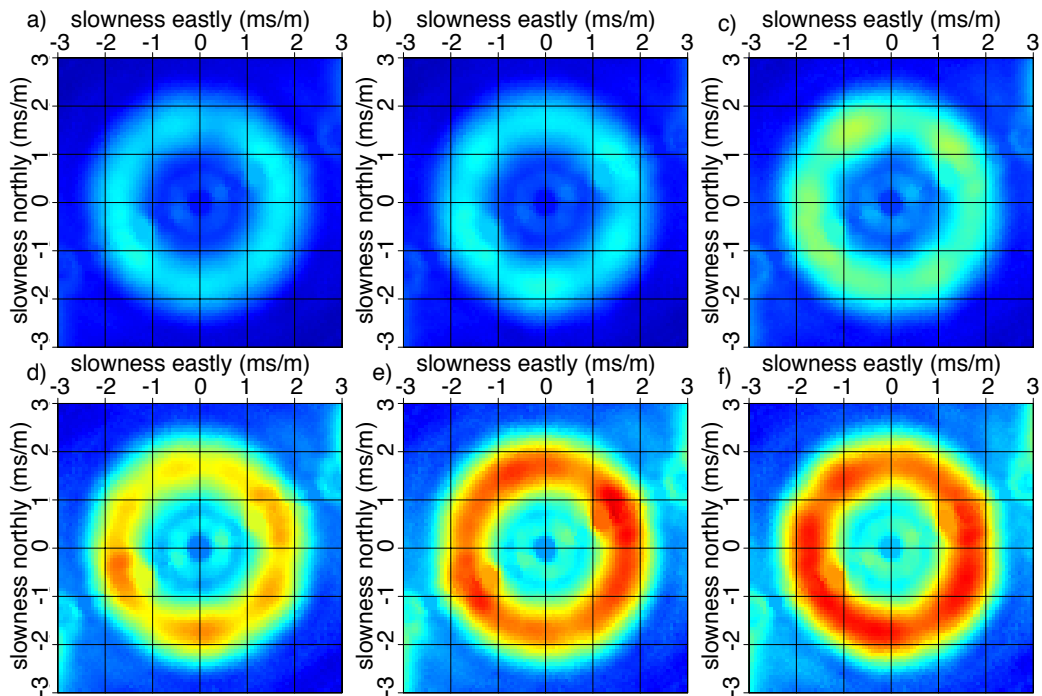 a) slowness eastly (ms/m) b) slowness eastly (ms/m) c) slowness eastly (ms/m)
-3 -2 -1 0 1 2 3 -3 -2 -1 0 1 2 3 -3 -2 -1 0 1 2 3
slowness northly (ms/m)
3 2 1 0 -1 -2 -3
slowness northly (ms/m)
3 2 1 0 -1 -2 -3
slowness northly (ms/m)
3 2 1 0 -1 -2 -3
d) slowness eastly (ms/m) e) slowness eastly (ms/m) f) slowness eastly (ms/m)
-3 -2 -1 0 1 2 3 -3 -2 -1 0 1 2 3 -3 -2 -1 0 1 2 3
slowness northly (ms/m)
3 2 1 0 -1 -2 -3
slowness northly (ms/m)
3 2 1 0 -1 -2 -3
slowness northly (ms/m)
3 2 1 0 -1 -2 -3